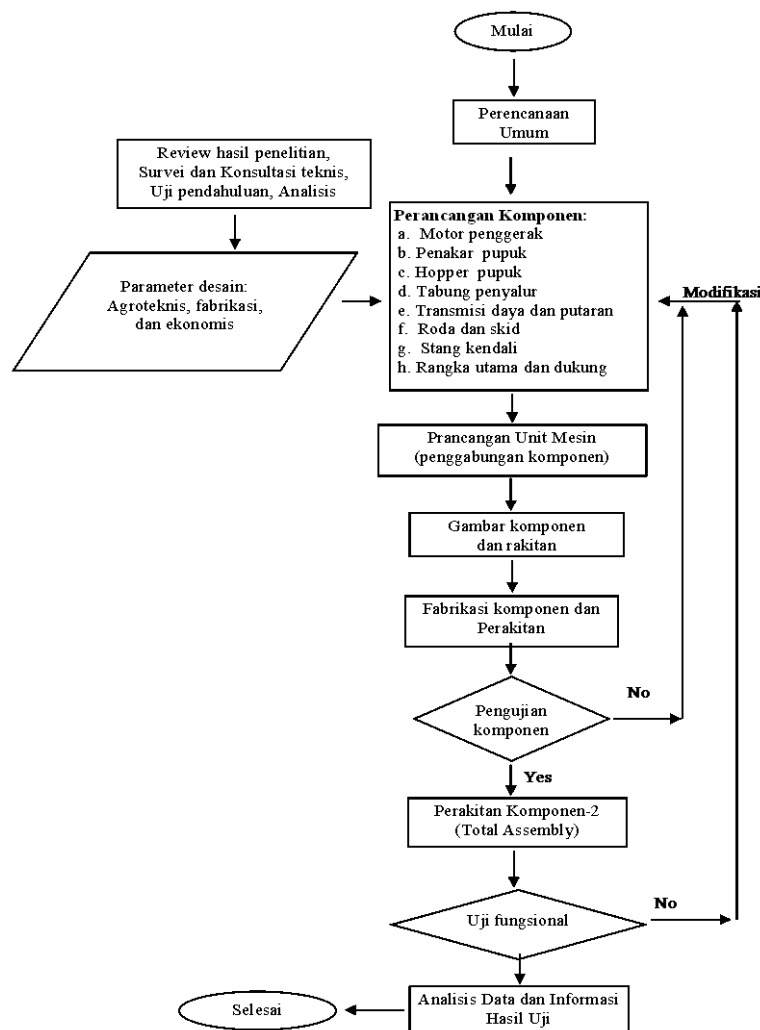 Mulai
Perencanaan
Umum
Review hasil penelitian,
Survei dan Konsultasi teknis,
Uji pendahuluan, Analisis
Parameter desain:
Agroteknis, fabrikasi,
dan ekonomis
Perancangan Komponen:
a. Motor penggerak
b. Penakar pupuk
c. Hopper pupuk
d. Tabung penyalur
e. Transmisi daya dan putaran
f. Roda dan skid
g. Stang kendali
h. Rangka utama dan dukung
Modifikasi
Prancangan Unit Mesin
(penggabungan komponen)
Gambar komponen
dan rakitan
Fabrikasi komponen dan
Perakitan
Pengujian
komponen
No
Yes
Perakitan Komponen-2
(Total Assembly)
Uji fungsional
No
Analisis Data dan Informasi
Hasil Uji
Selesai